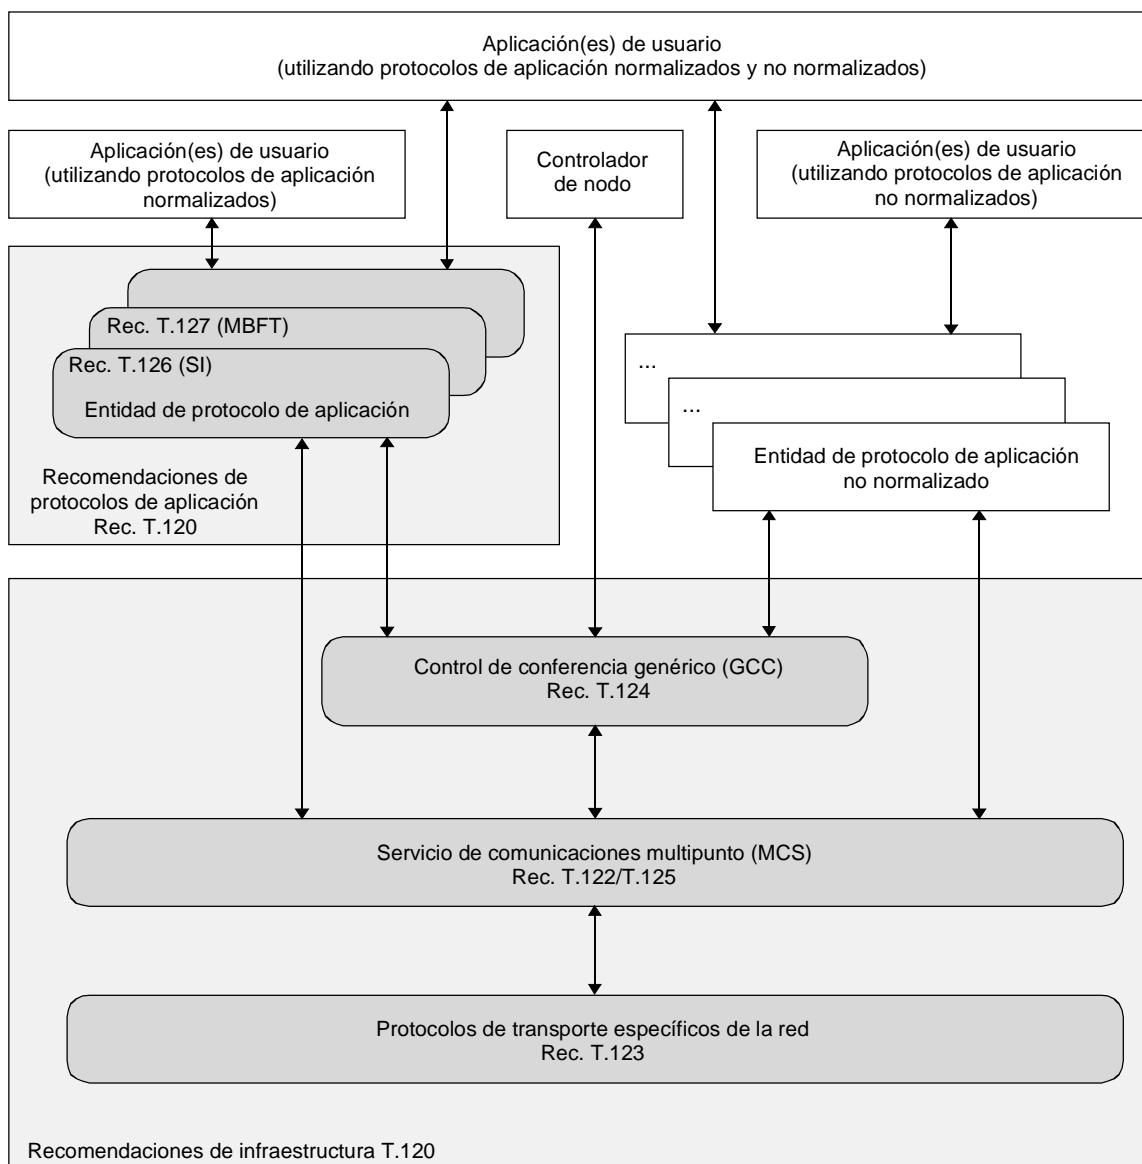 Aplicación(es) de usuario
(utilizando protocolos de aplicación normalizados y no normalizados)
Aplicación(es) de usuario
(utilizando protocolos de aplicación
normalizados)
Controlador
de nodo
Aplicación(es) de usuario
(utilizando protocolos de aplicación
no normalizados)
Rec. T.127 (MBFT)
Rec. T.126 (SI)
Entidad de protocolo de aplicación
Recomendaciones de
protocolos de aplicación
Rec. T.120
...
...
Entidad de protocolo de aplicación
no normalizado
Control de conferencia genérico (GCC)
Rec. T.124
Servicio de comunicaciones multipunto (MCS)
Rec. T.122/T.125
Protocolos de transporte específicos de la red
Rec. T.123
Recomendaciones de infraestructura T.120